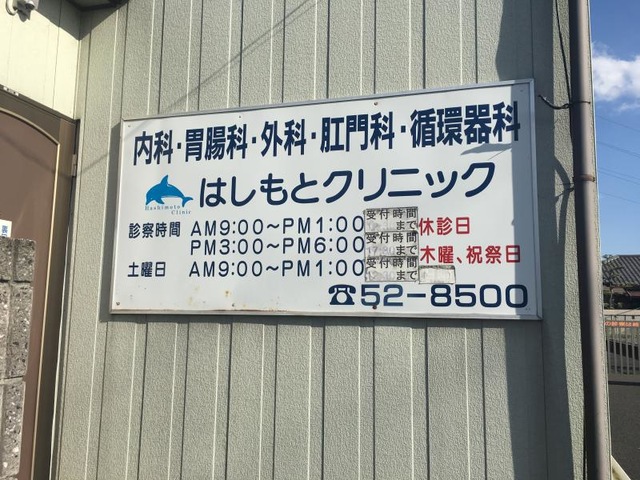 内科・胃腸科・外科・肛門科・循環器科
Hashimoto Clinic
はしもとクリニック
診察時間 AM9:00～PM1:00 受付時間 まで 休診日
PM3:00～PM6:00 受付時間 まで 木曜、祝祭日
土曜日 AM9:00～PM1:00 受付時間 まで
☎52-8500